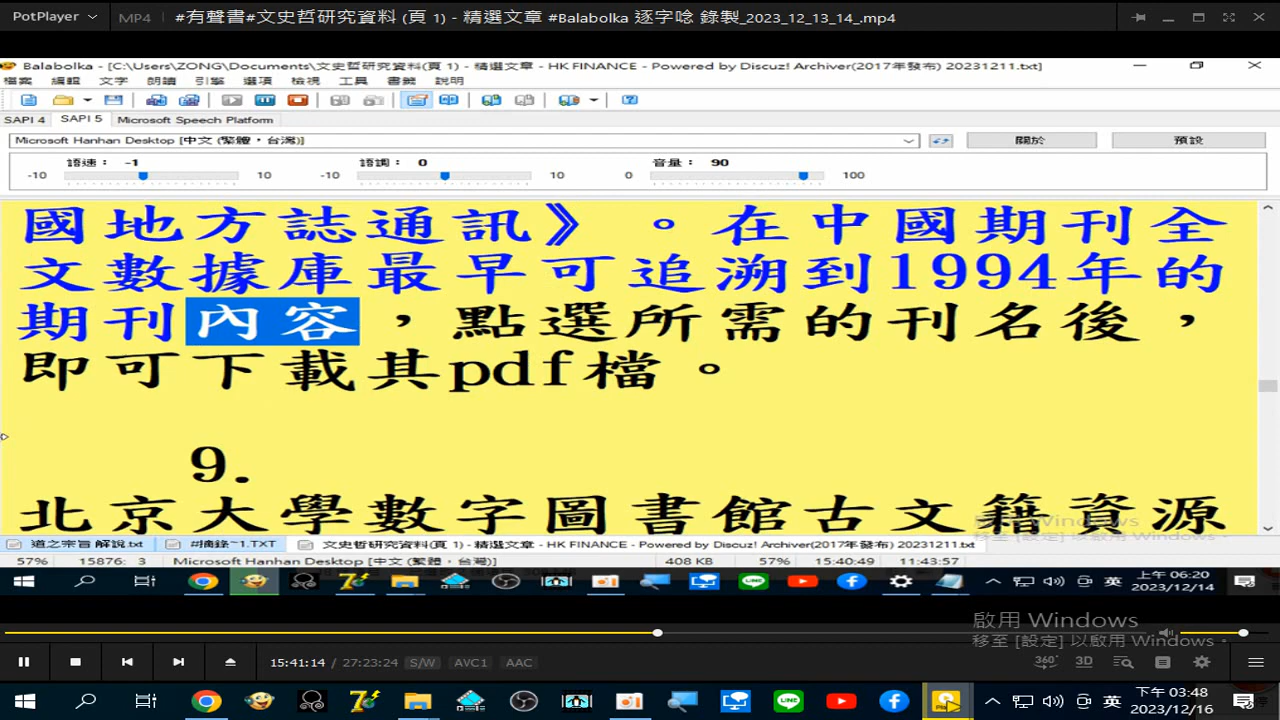 PotPlayer
MP4
#有聲書#文史哲研究資料 (頁 1) - 精選文章 #Balabolka 逐字唸 錄製_2023_12_13_14_.mp4
Balabolka - [C:\Users\ZONG\Documents\文史哲研究資料(頁 1) - 精選文章 - HK FINANCE - Powered by Discuz! Archiver(2017年發布) 20231211.txt]
檔案 編輯 文字 朗讀 引擎 選項 檢視 工具 書籤 說明
SAPI 4 SAPI 5 Microsoft Speech Platform
Microsoft Hanhan Desktop [中文 (繁體，台灣)]
關於 預設
語速： -1 語調： 0 音量： 90
-10 10 -10 10 0 100
國地方誌通訊》。在中國期刊全
文數據庫最早可追溯到1994年的
期刊內容，點選所需的刊名後，
即可下載其pdf檔。
9.
北京大學數字圖書館古文籍資源
道之宗旨 解說.txt #摘錄~1.TXT 文史哲研究資料(頁 1) - 精選文章 - HK FINANCE - Powered by Discuz! Archiver(2017年發布) 20231211.txt
57% 15876: 3 Microsoft Hanhan Desktop [中文 (繁體，台灣)] 408 KB 57% 15:40:49 11:43:57
英 上午 06:20
2023/12/14
啟用 Windows
移至 [設定] 以啟用 Windows。
15:41:14 / 27:23:24 S/W AVC1 AAC
360° 3D
英 下午 03:48
2023/12/16